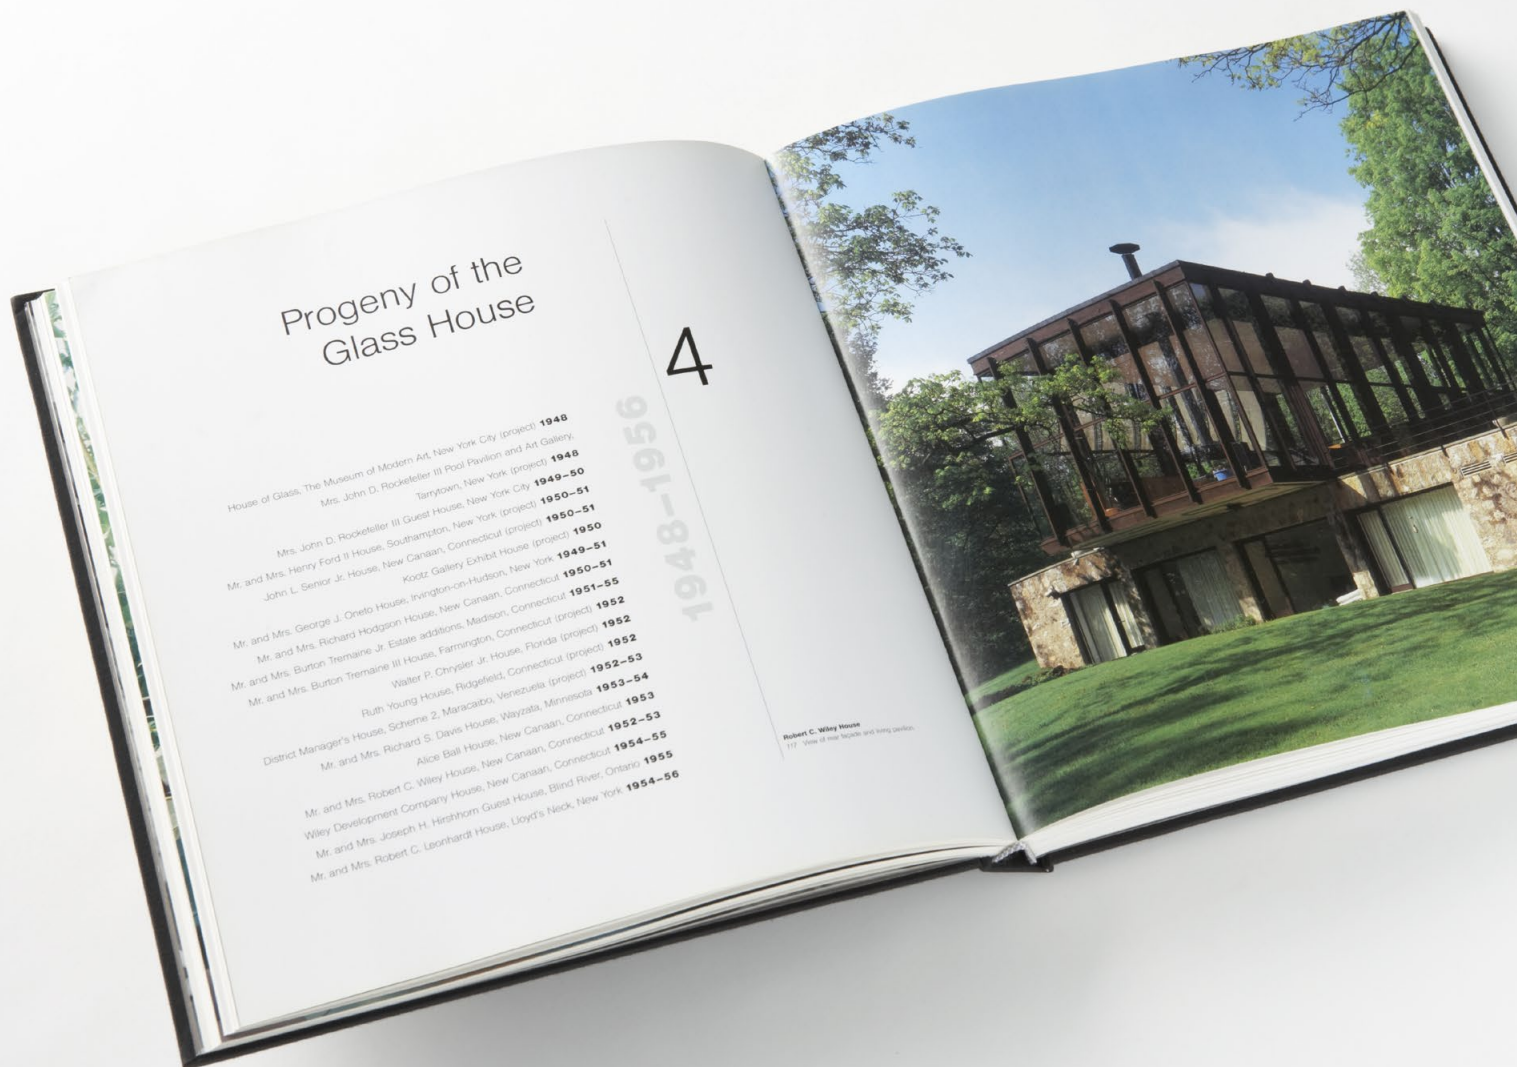 Progeny of the
Glass House
House of Glass, The Museum of Modern Art, New York City (project) 1948
Mrs. John D. Rockefeller III Pool Pavilion and Art Gallery,
Tarrytown, New York (project) 1948
Mrs. John D. Rockefeller III Guest House, New York City 1949–50
Mr. and Mrs. Henry Ford II House, Southampton, New York (project) 1950–51
John L. Senior Jr. House, New Canaan, Connecticut (project) 1950–51
Kootz Gallery Exhibit House (project) 1950
Mr. and Mrs. George J. Oneto House, Irvington-on-Hudson, New York 1949–51
Mr. and Mrs. Richard Hodgson House, New Canaan, Connecticut 1950–51
Mr. and Mrs. Burton Tremaine Jr. Estate additions, Madison, Connecticut 1951–55
Mr. and Mrs. Burton Tremaine III House, Farmington, Connecticut (project) 1952
Walter P. Chrysler Jr. House, Florida (project) 1952
Ruth Young House, Ridgefield, Connecticut (project) 1952
District Manager's House, Scheme 2, Maracaibo, Venezuela (project) 1952–53
Mr. and Mrs. Richard S. Davis House, Wayzata, Minnesota 1953–54
Alice Ball House, New Canaan, Connecticut 1953
Mr. and Mrs. Robert C. Wiley House, New Canaan, Connecticut 1952–53
Wiley Development Company House, New Canaan, Connecticut 1954–55
Mr. and Mrs. Joseph H. Hirshhorn Guest House, Blind River, Ontario 1955
Mr. and Mrs. Robert C. Leonhardt House, Lloyd's Neck, New York 1954–56
1948–1956
4
Robert C. Wiley House
117 View of rear façade and living pavilion.